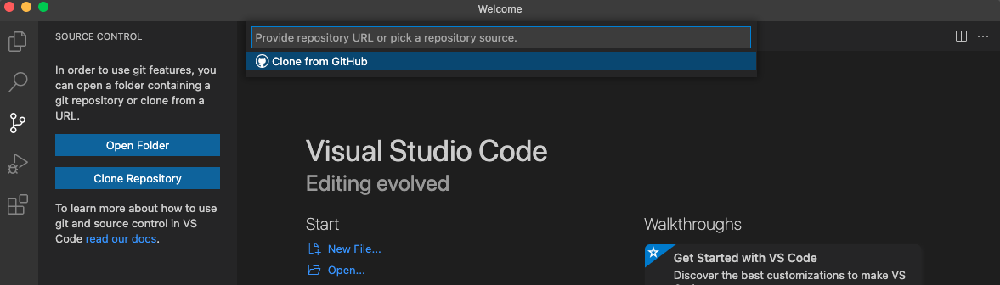 Welcome
SOURCE CONTROL
In order to use git features, you
can open a folder containing a
git repository or clone from a
URL.
Open Folder
Clone Repository
To learn more about how to use
git and source control in VS
Code read our docs.
Provide repository URL or pick a repository source.
Clone from GitHub
Visual Studio Code
Editing evolved
Start
New File...
Open...
Walkthroughs
Get Started with VS Code
Discover the best customizations to make VS